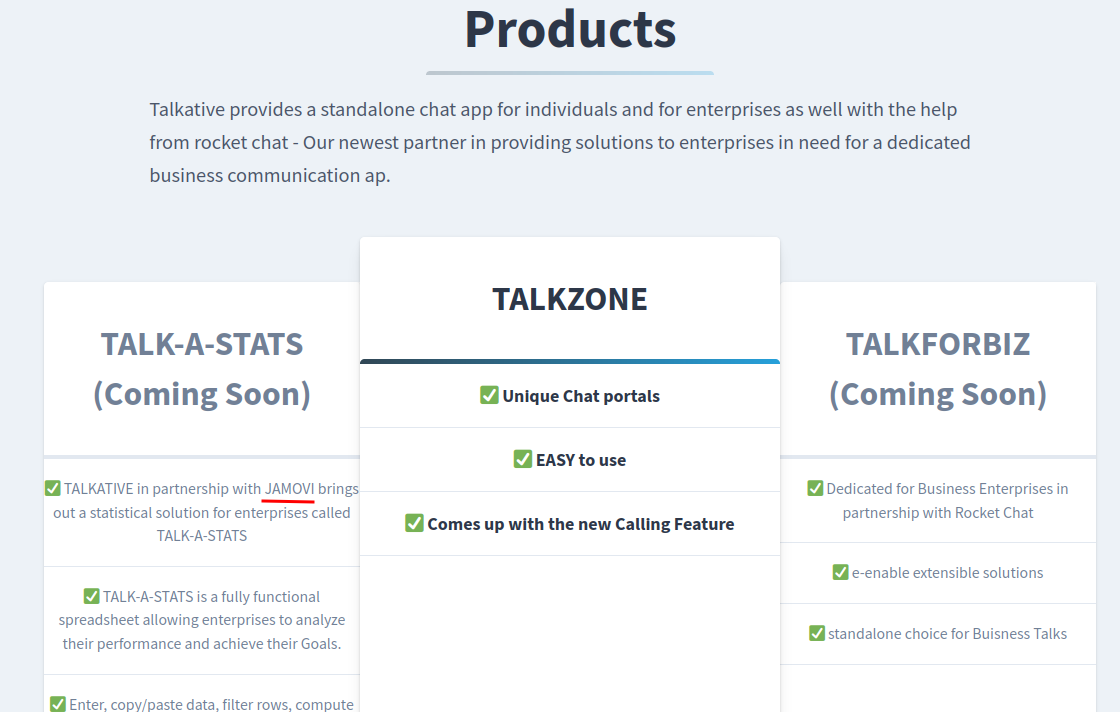 Products
Talkative provides a standalone chat app for individuals and for enterprises as well with the help
from rocket chat - Our newest partner in providing solutions to enterprises in need for a dedicated
business communication ap.
TALK-A-STATS
(Coming Soon)
✅ TALKATIVE in partnership with JAMOVI brings
out a statistical solution for enterprises called
TALK-A-STATS
✅ TALK-A-STATS is a fully functional
spreadsheet allowing enterprises to analyze
their performance and achieve their Goals.
✅ Enter, copy/paste data, filter rows, compute
TALKZONE
✅ Unique Chat portals
✅ EASY to use
✅ Comes up with the new Calling Feature
TALKFORBIZ
(Coming Soon)
✅ Dedicated for Business Enterprises in
partnership with Rocket Chat
✅ e-enable extensible solutions
✅ standalone choice for Buisness Talks